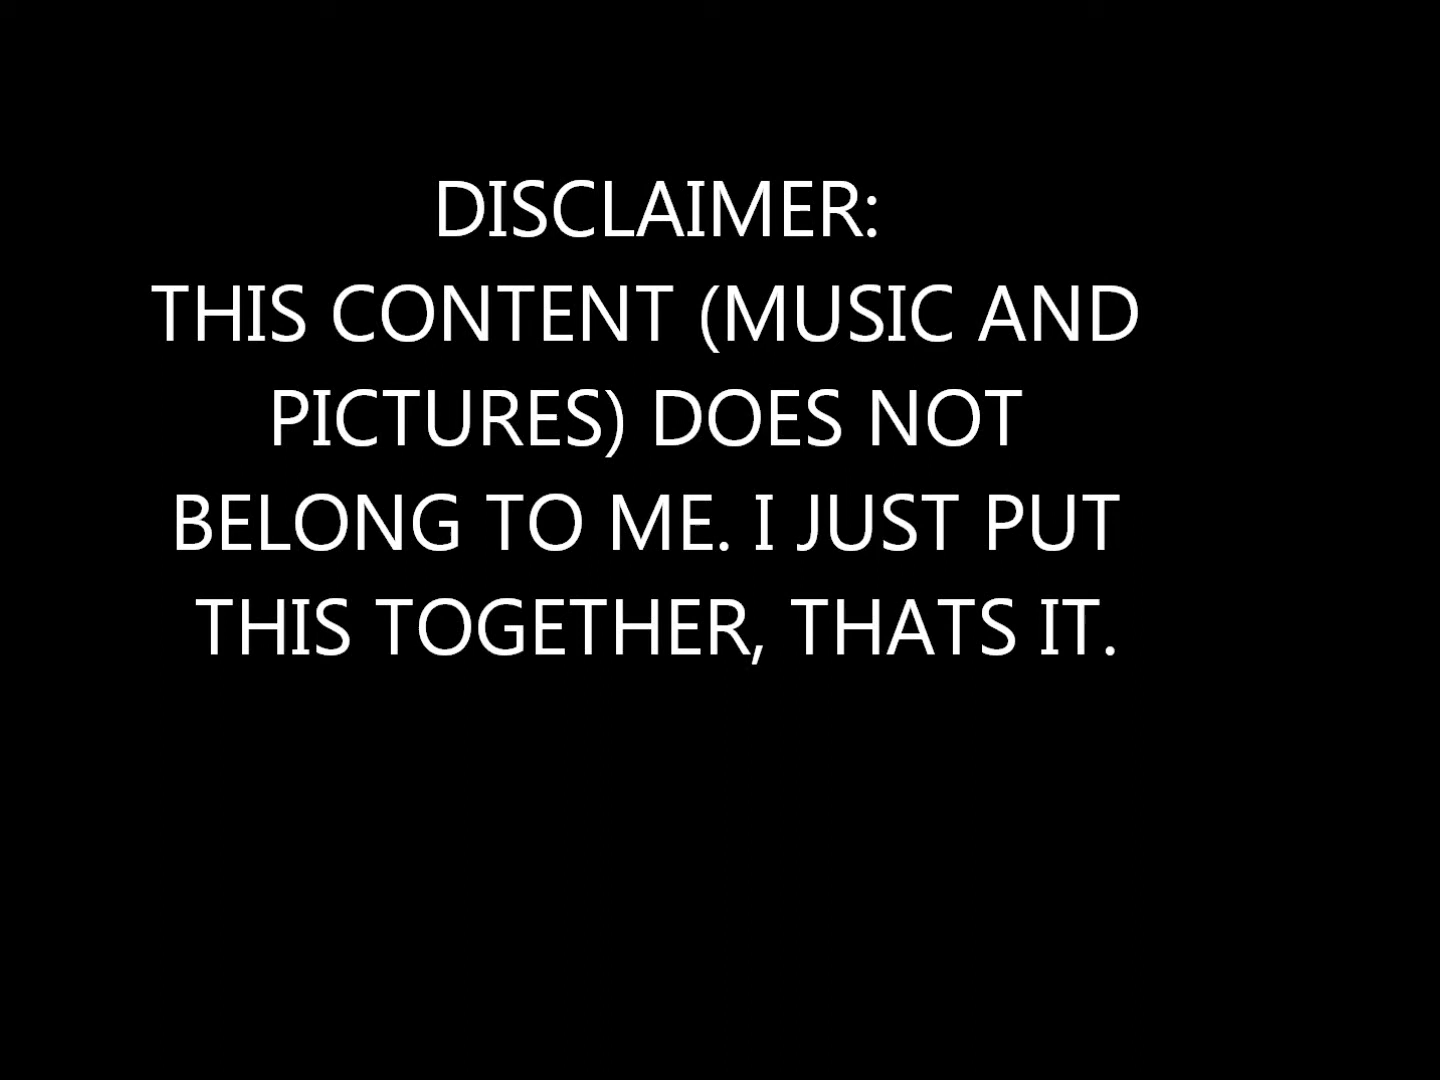 DISCLAIMER:
THIS CONTENT (MUSIC AND
PICTURES) DOES NOT
BELONG TO ME. I JUST PUT
THIS TOGETHER, THATS IT.